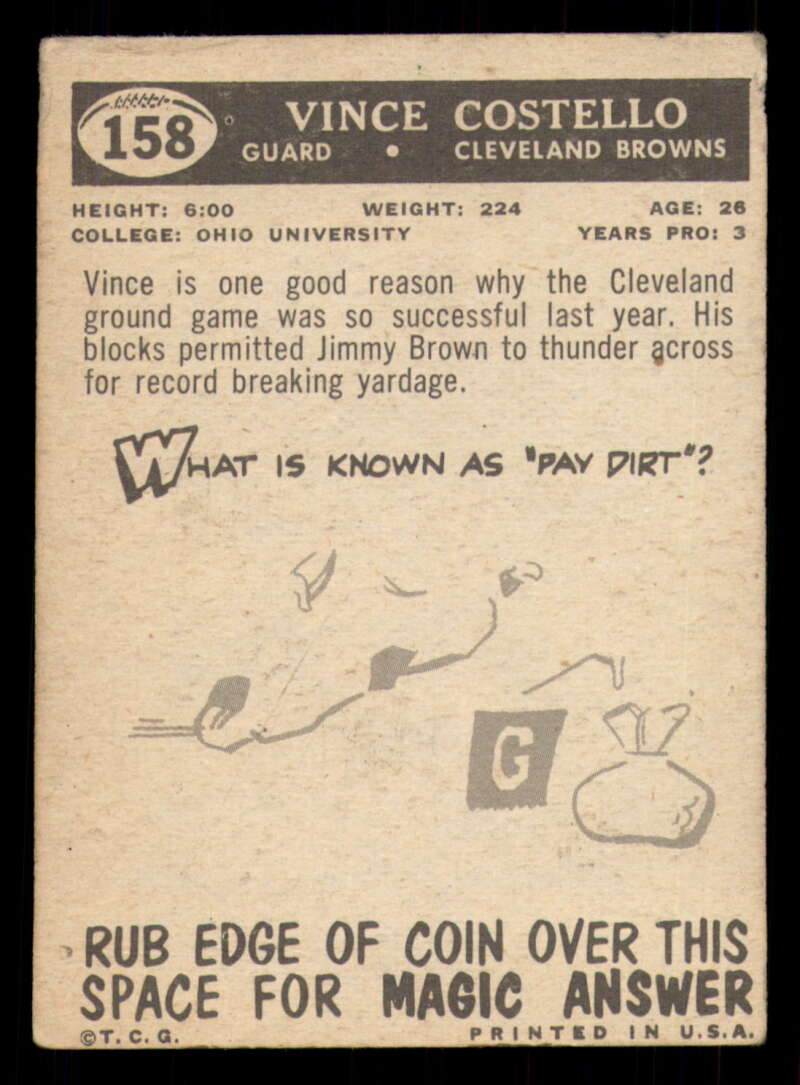 158
VINCE COSTELLO
GUARD • CLEVELAND BROWNS
HEIGHT: 6:00 WEIGHT: 224 AGE: 26
COLLEGE: OHIO UNIVERSITY YEARS PRO: 3
Vince is one good reason why the Cleveland
ground game was so successful last year. His
blocks permitted Jimmy Brown to thunder across
for record breaking yardage.
WHAT IS KNOWN AS "PAY DIRT"?
G
RUB EDGE OF COIN OVER THIS
SPACE FOR MAGIC ANSWER
©T.C.G. PRINTED IN U.S.A.